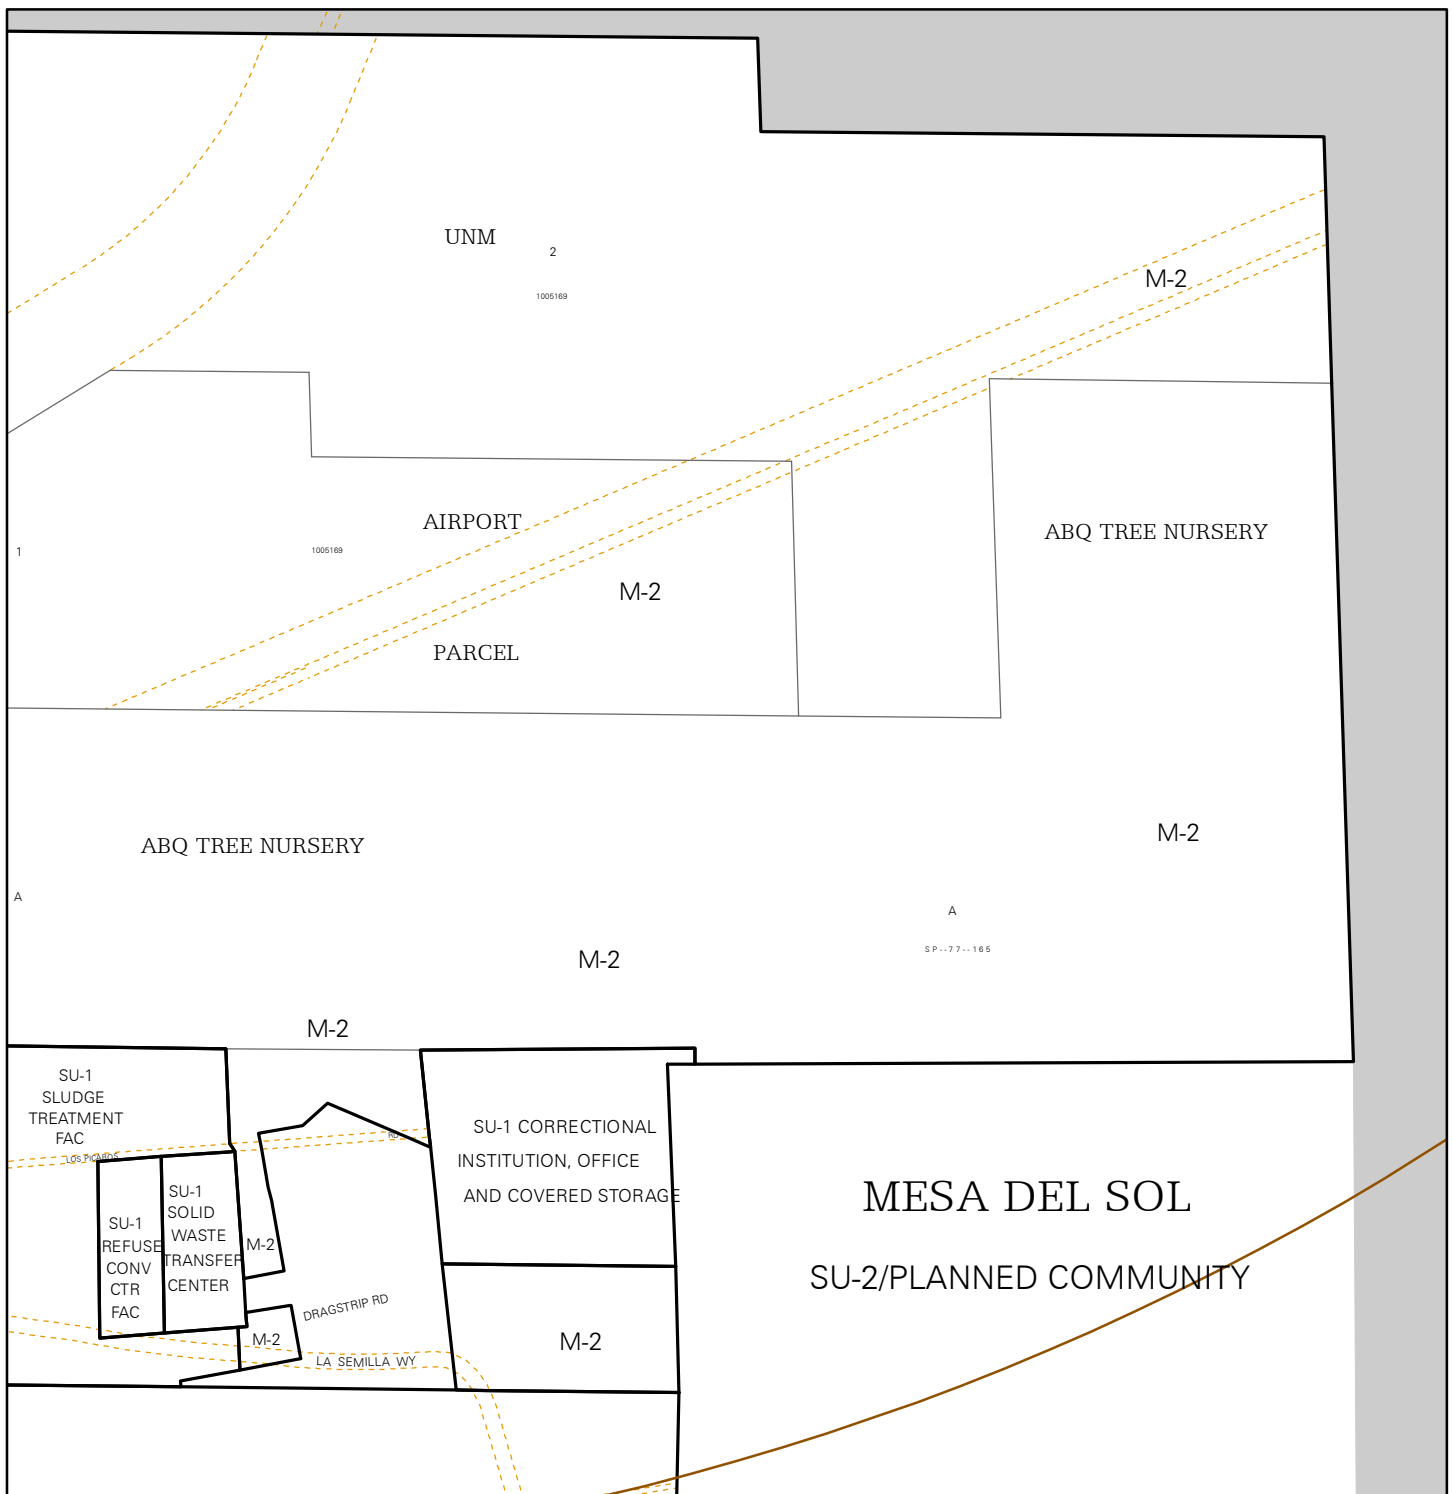 UNM
2
M-2
1005169
AIRPORT
ABQ TREE NURSERY
1
1005169
M-2
PARCEL
M-2
ABQ TREE NURSERY
A
A
SP--77--165
M-2
M-2
SU-1
SLUDGE
TREATMENT
FAC
LOS PICAROS
RD
SU-1 CORRECTIONAL
INSTITUTION, OFFICE
AND COVERED STORAGE
SU-1
SOLID
WASTE
TRANSFER
CENTER
SU-1
REFUSE
CONV
CTR
FAC
M-2
MESA DEL SOL
SU-2/PLANNED COMMUNITY
DRAGSTRIP RD
M-2
LA SEMILLA WY
M-2